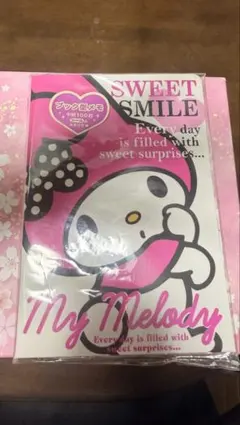 SWEET
SMILE
ブック型メモ
Every day
is filled with
sweet surprises...
My Melody
Every day is filled with
sweet surprises...